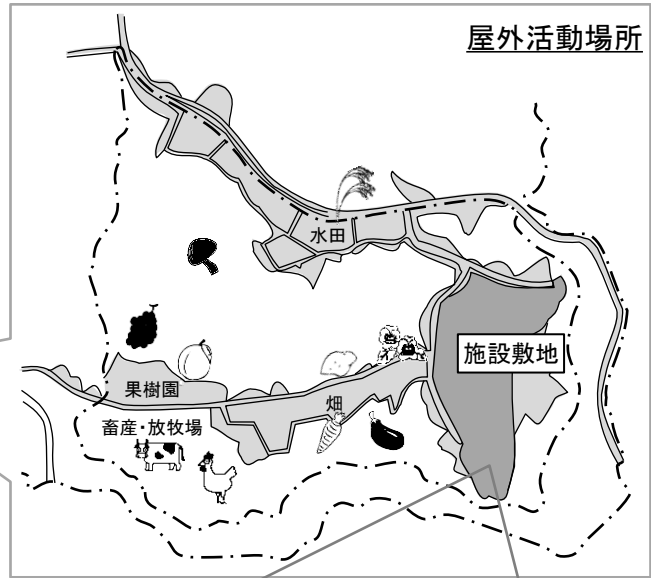 屋外活動場所
水田
施設敷地
果樹園
畑
畜産・放牧場